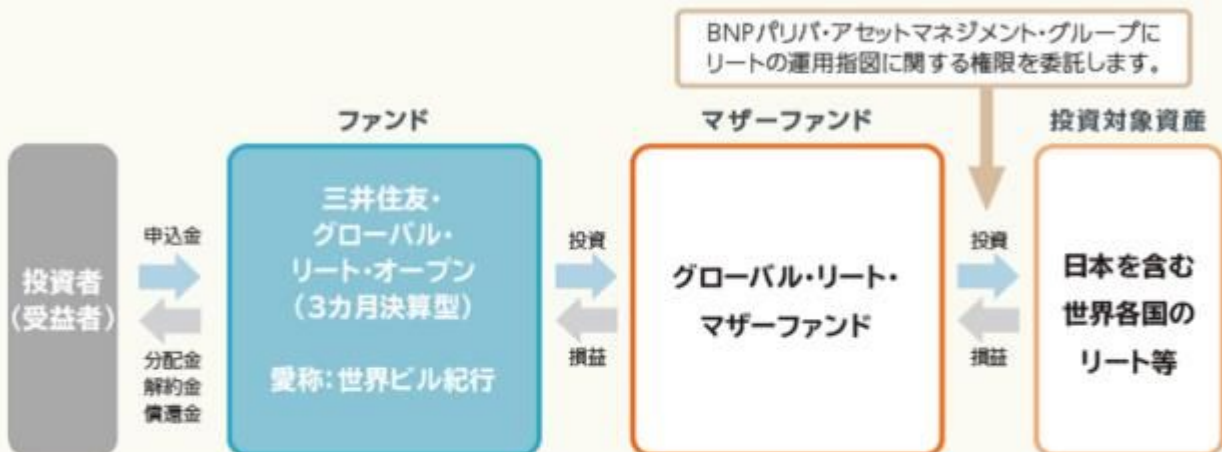 BNPパリバ・アセットマネジメント・グループに
リートの運用指図に関する権限を委託します。
ファンド
マザーファンド
投資対象資産
投資者
(受益者)
申込金
分配金
解約金
償還金
三井住友・
グローバル・
リート・オープン
(3カ月決算型)
愛称:世界ビル紀行
投資
損益
グローバル・リート・
マザーファンド
投資
損益
日本を含む
世界各国の
リート等